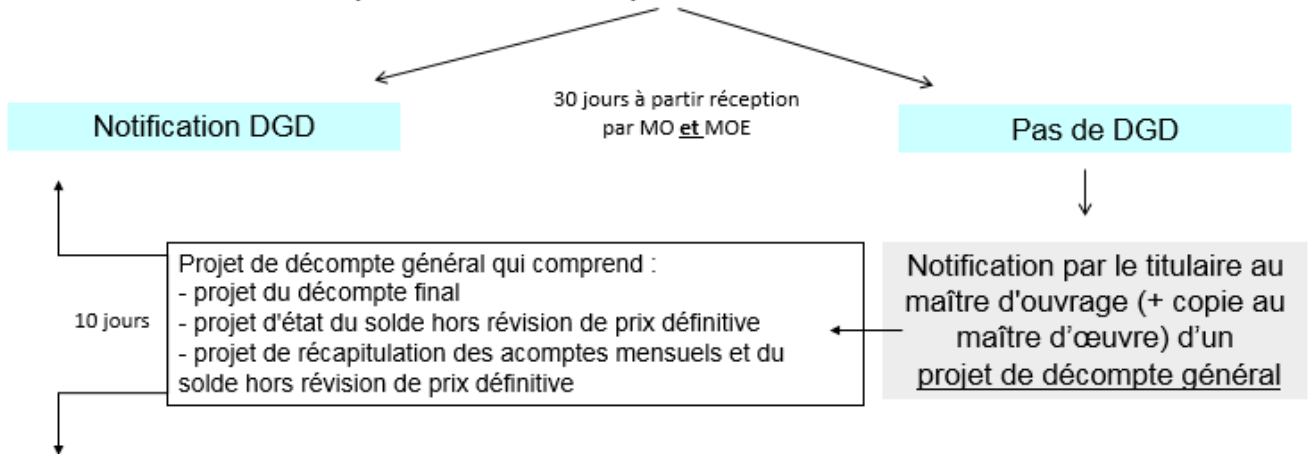 30 jours à partir réception
par MO et MOE
Notification DGD
Pas de DGD
10 jours
Projet de décompte général qui comprend :
- projet du décompte final
- projet d'état du solde hors révision de prix définitive
- projet de récapitulation des acomptes mensuels et du
solde hors révision de prix définitive
Notification par le titulaire au
maître d'ouvrage (+ copie au
maître d’œuvre) d’un
projet de décompte général